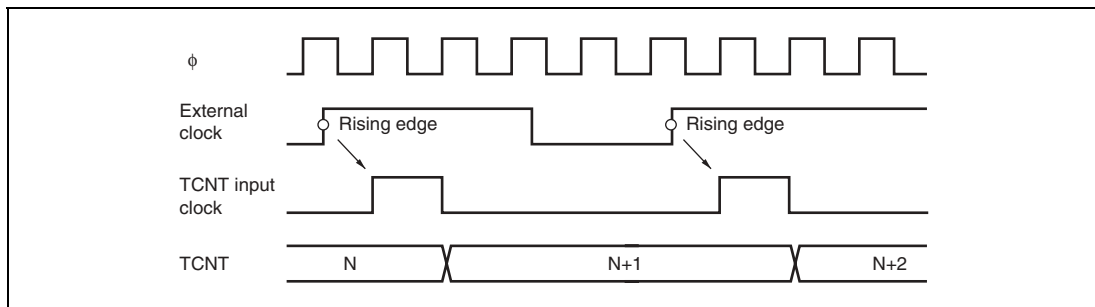 φ
External
clock
Rising edge
Rising edge
TCNT input
clock
TCNT
N
N+1
N+2